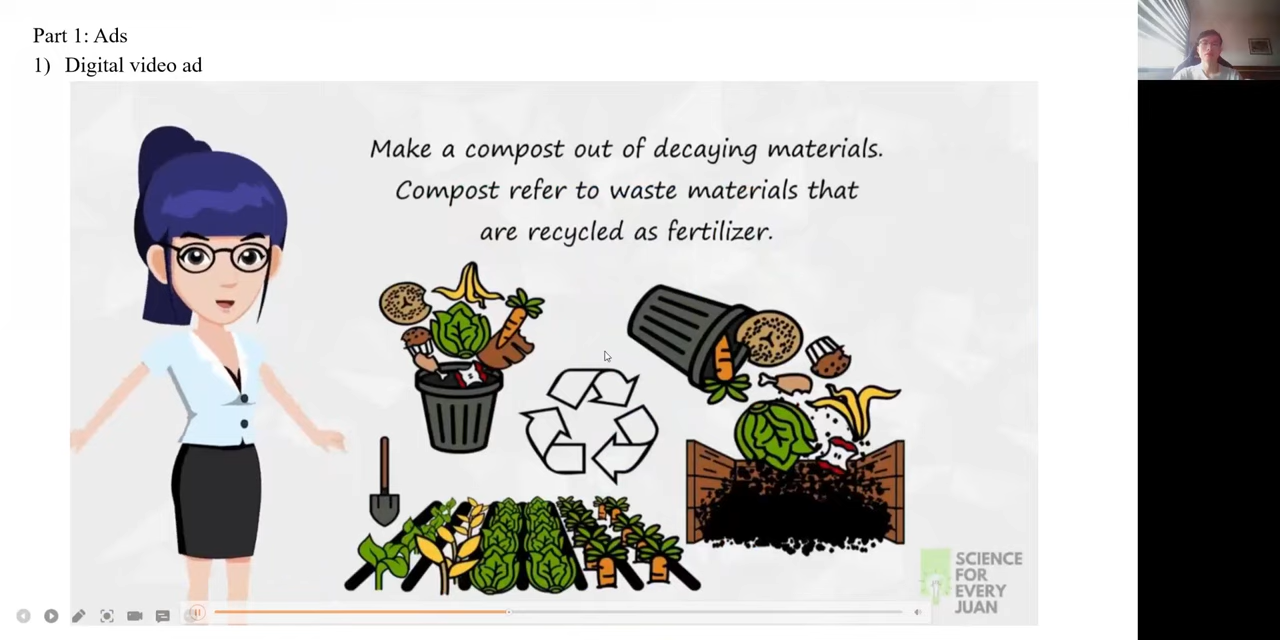 Part 1: Ads
1) Digital video ad
Make a compost out of decaying materials.
Compost refer to waste materials that
are recycled as fertilizer.
SCIENCE
FOR
EVERY
JUAN